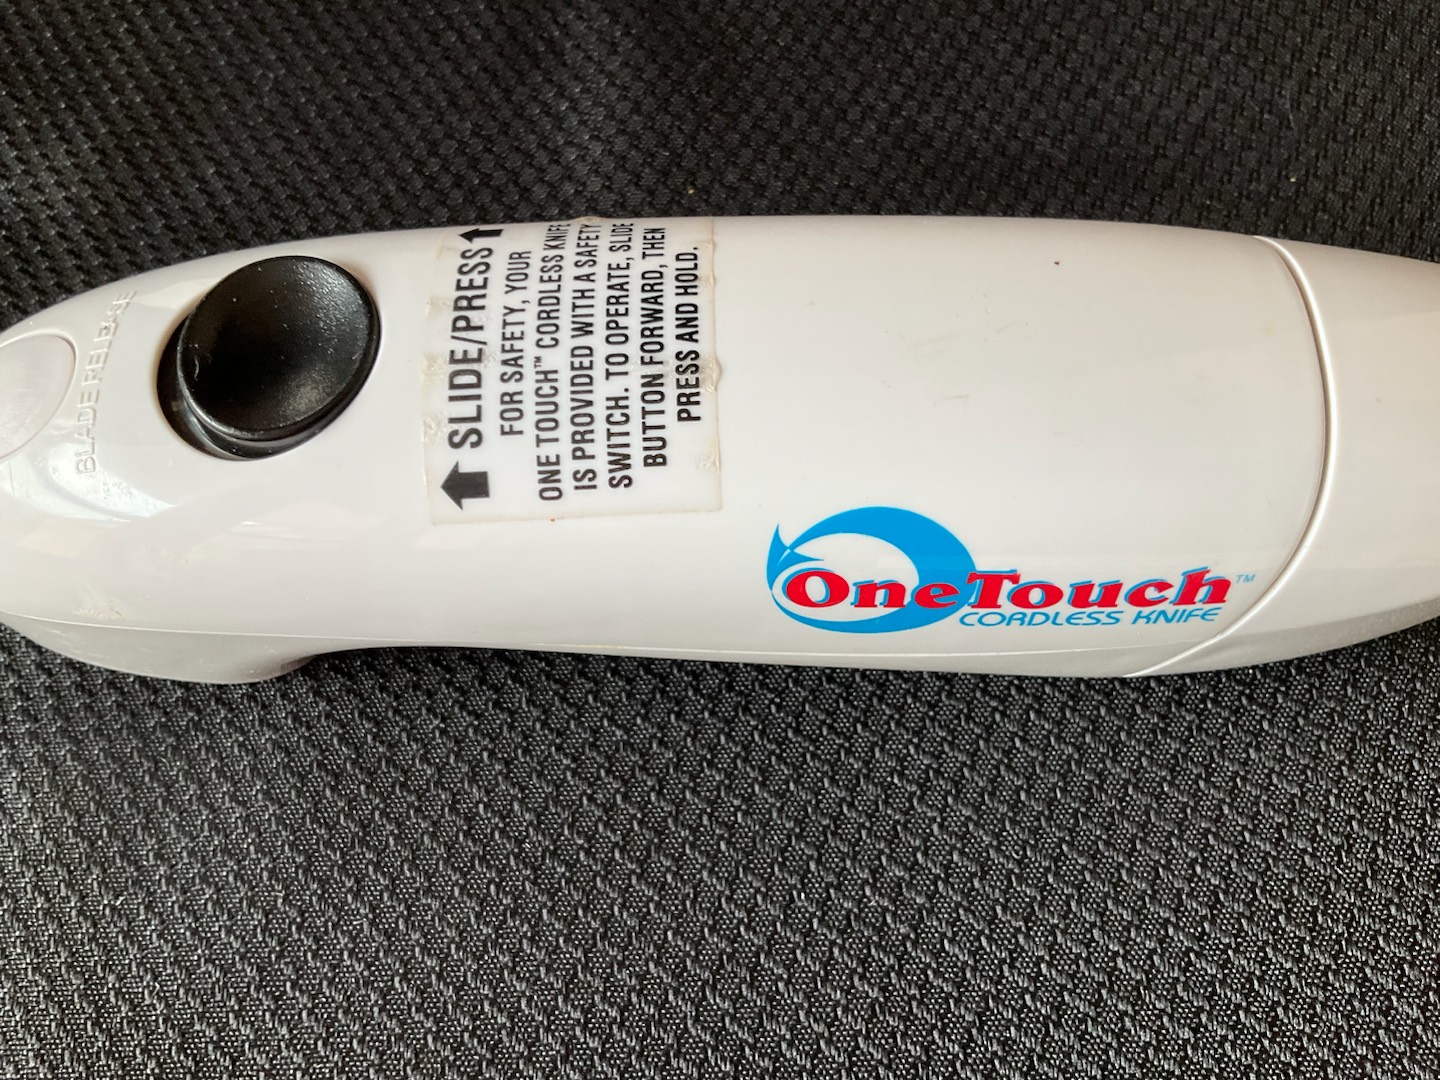 BLADE RELEASE
SLIDE/PRESS
FOR SAFETY, YOUR
ONE TOUCH™ CORDLESS KNIFE
IS PROVIDED WITH A SAFETY
SWITCH. TO OPERATE, SLIDE
BUTTON FORWARD, THEN
PRESS AND HOLD.
OneTouch™
CORDLESS KNIFE